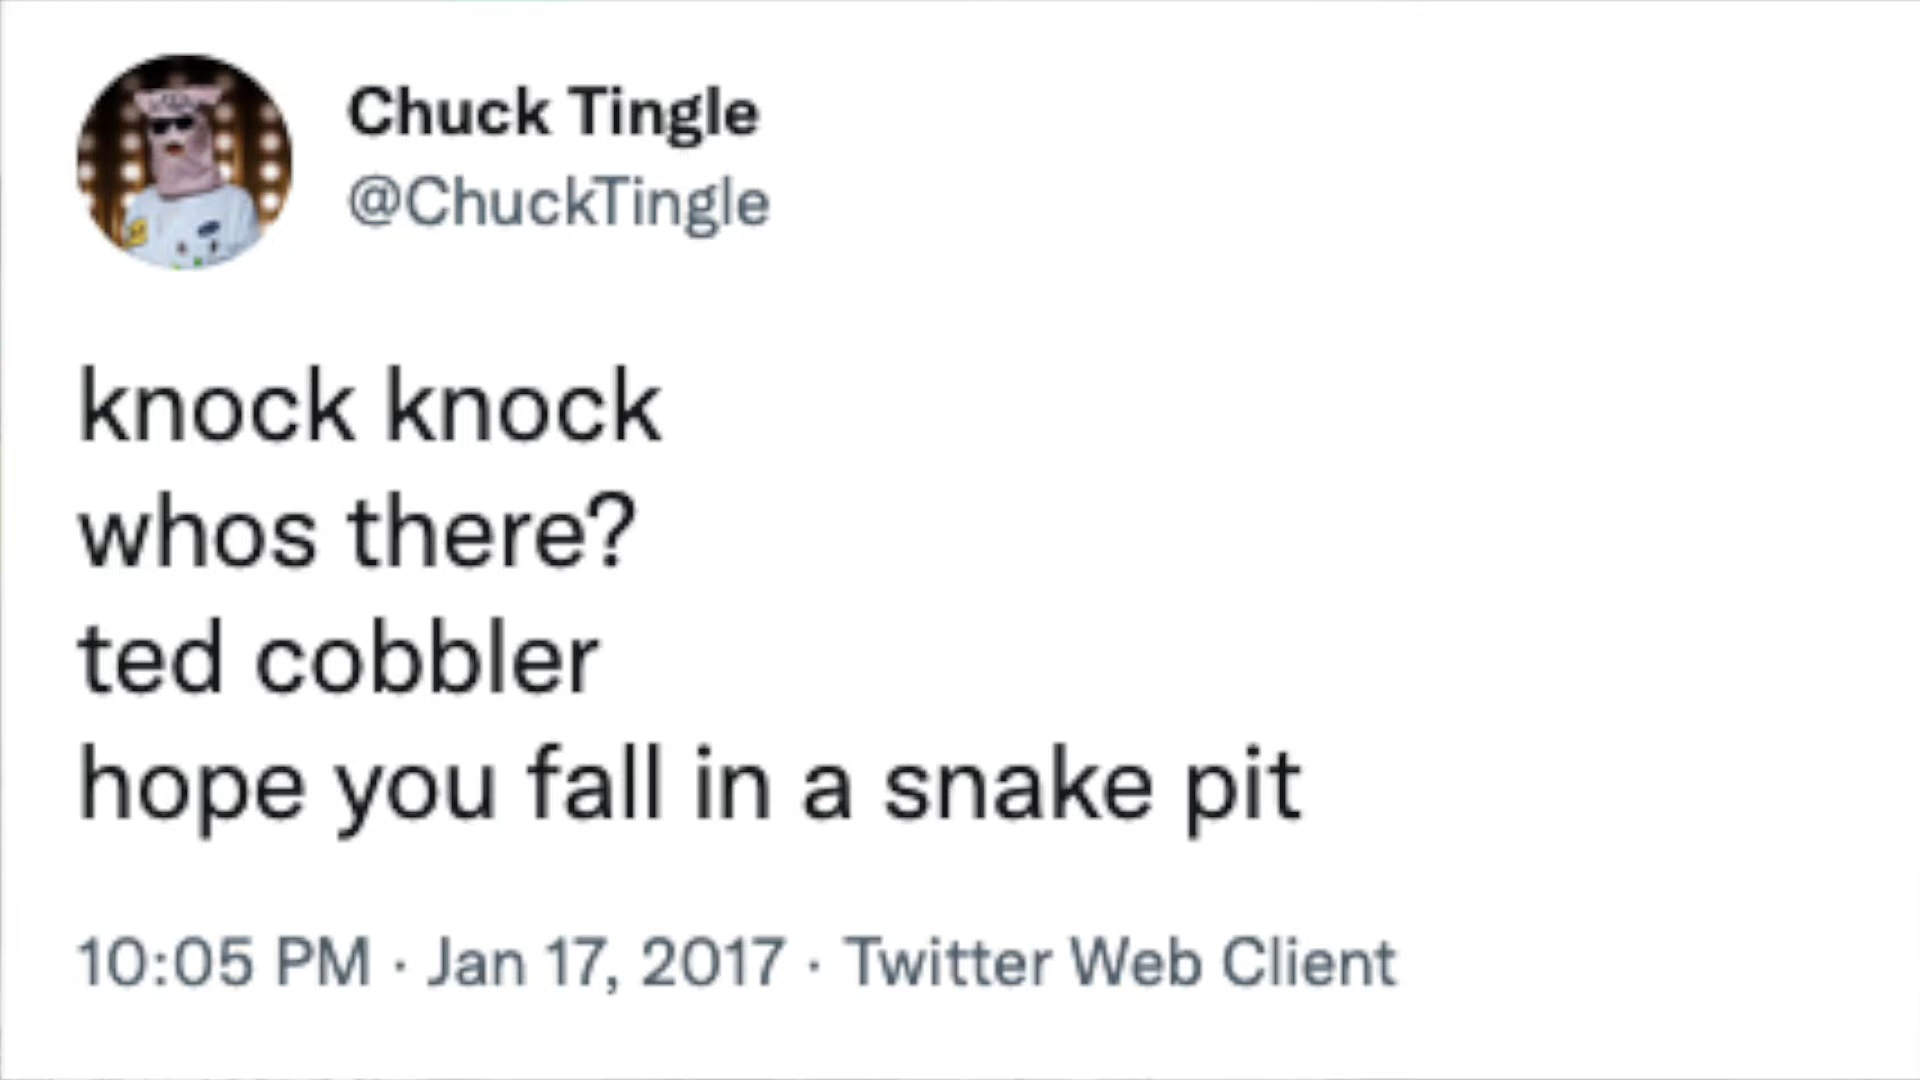 Chuck Tingle
@ChuckTingle
knock knock
whos there?
ted cobbler
hope you fall in a snake pit
10:05 PM · Jan 17, 2017 · Twitter Web Client